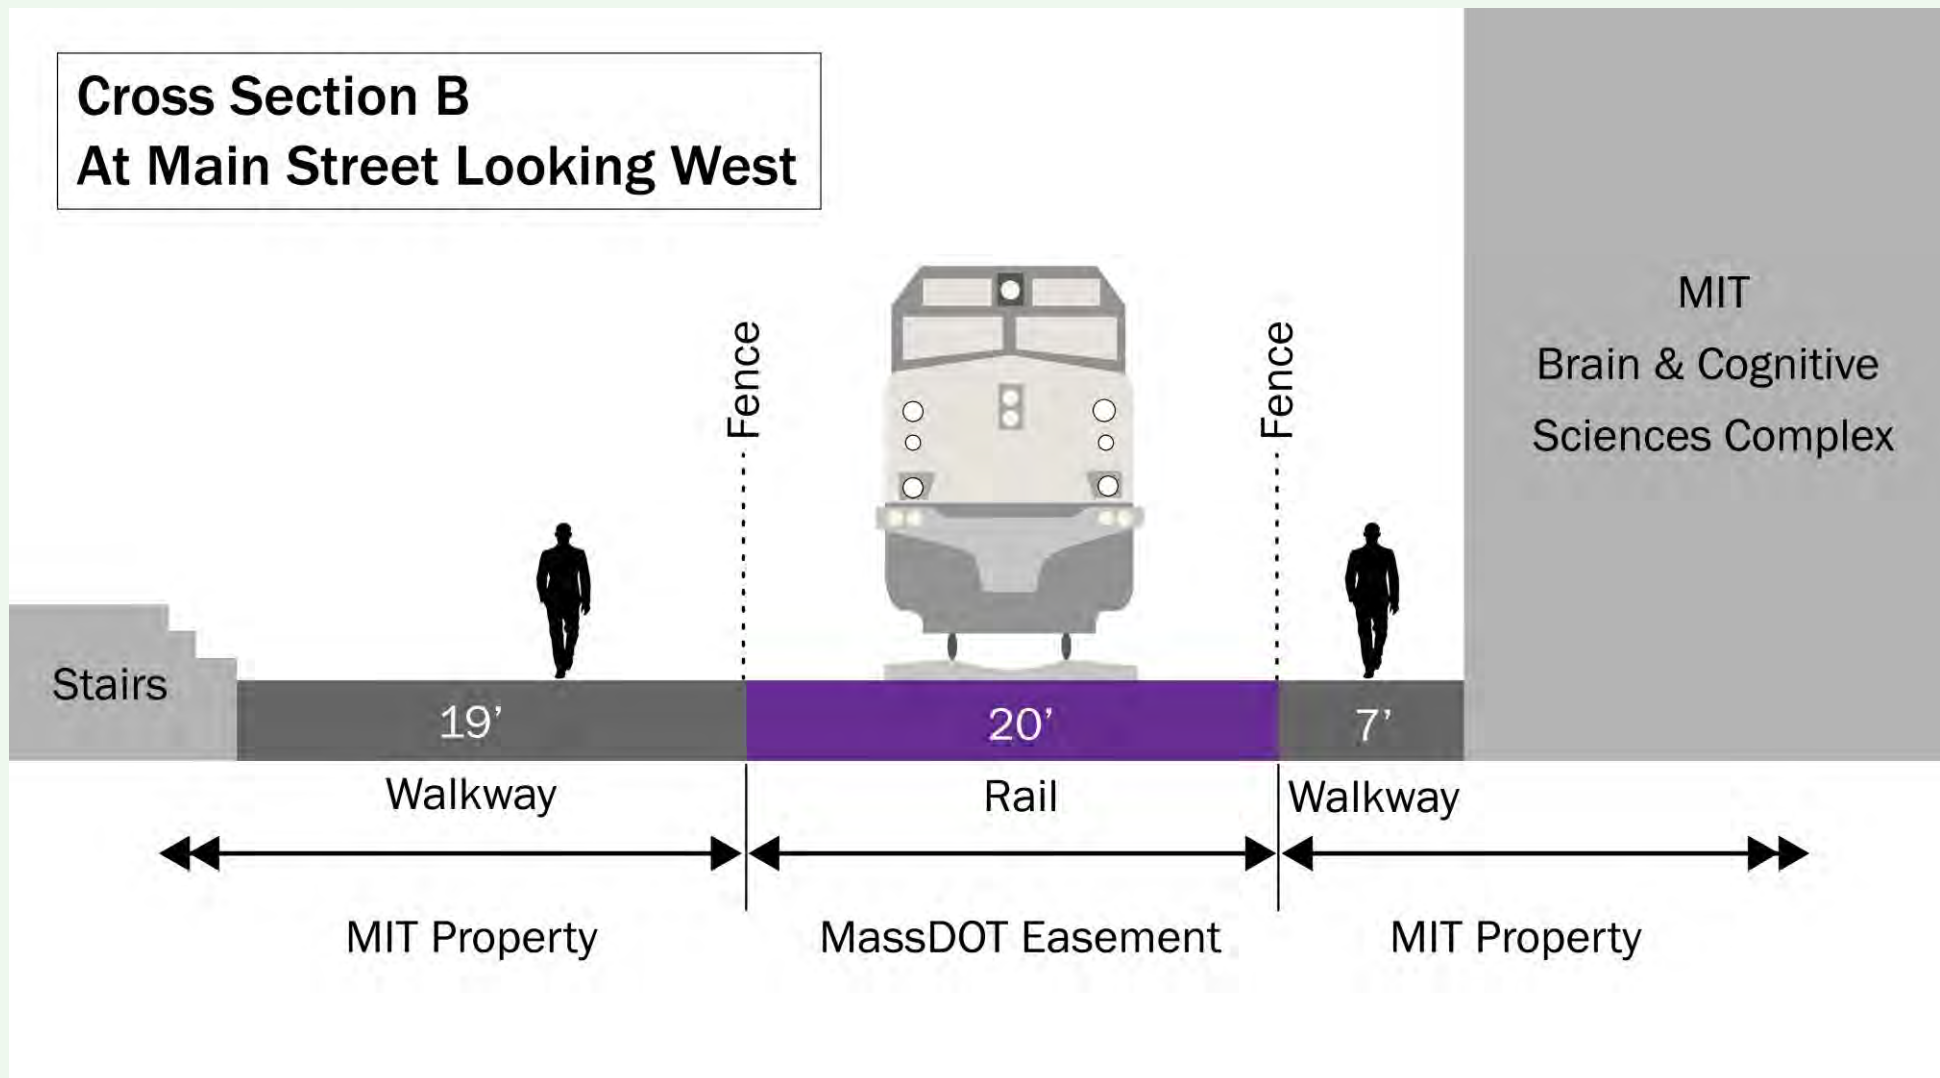 Cross Section B
At Main Street Looking West
MIT
Brain & Cognitive
Sciences Complex
Fence
Fence
Stairs
19’
20’
7’
Walkway
Rail
Walkway
MIT Property
MassDOT Easement
MIT Property